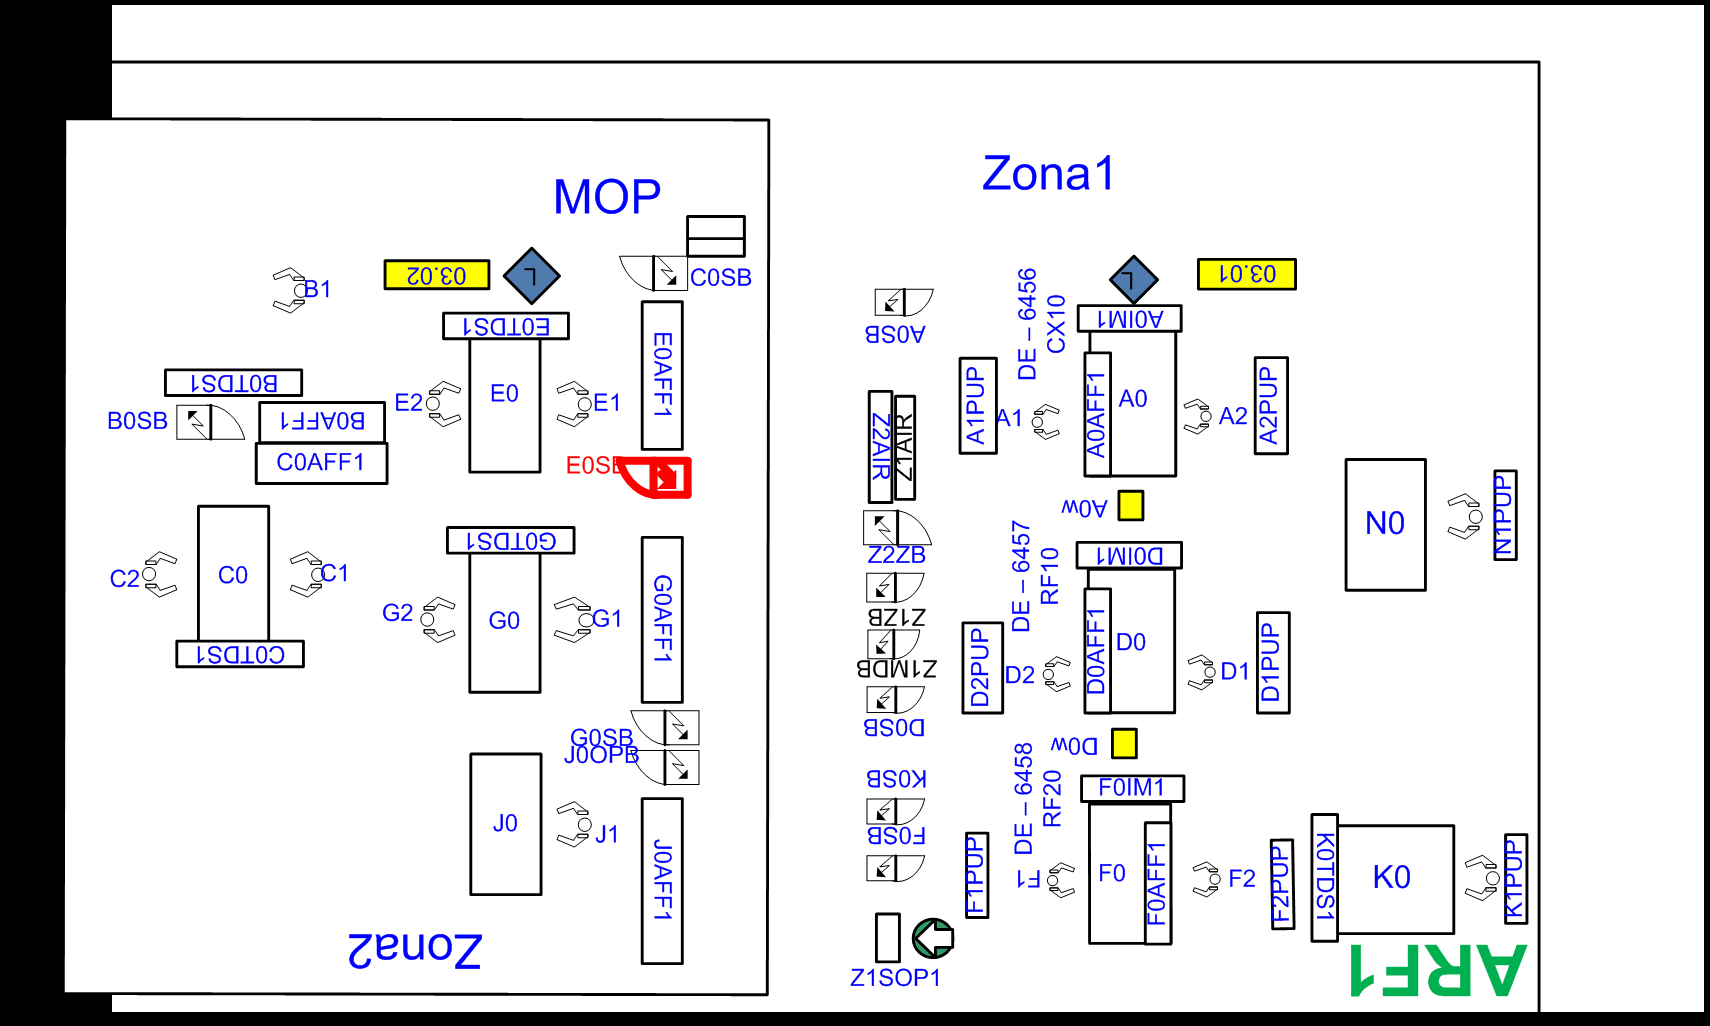 Zona1
MOP
C0SB
B1
03.02
L
L
03.01
DE – 6456
CX10
A0IM1
A0SB
E0TDS1
E0AFF1
B0TDS1
B0SB
B0AFF1
C0AFF1
E2
E0
E1
E0SB
Z2AIR
Z1AIR
A1PUP
A1
A0AFF1
A0
A2
A2PUP
A0w
N0
N1PUP
Z2ZB
G0TDS1
DE – 6457
RF10
D0IM1
C2
C0
C1
C0TDS1
G2
G0
G1
G0AFF1
Z1ZB
Z1MDB
D0SB
D2PUP
D2
D0AFF1
D0
D1
D1PUP
D0w
G0SB
J0OPB
K0SB
DE – 6458
RF20
F0IM1
J0
J1
J0AFF1
F0SB
F1PUP
F1
F0
F0AFF1
F2
F2PUP
K0TDS1
K0
K1PUP
Zona2
Z1SOP1
ARF1